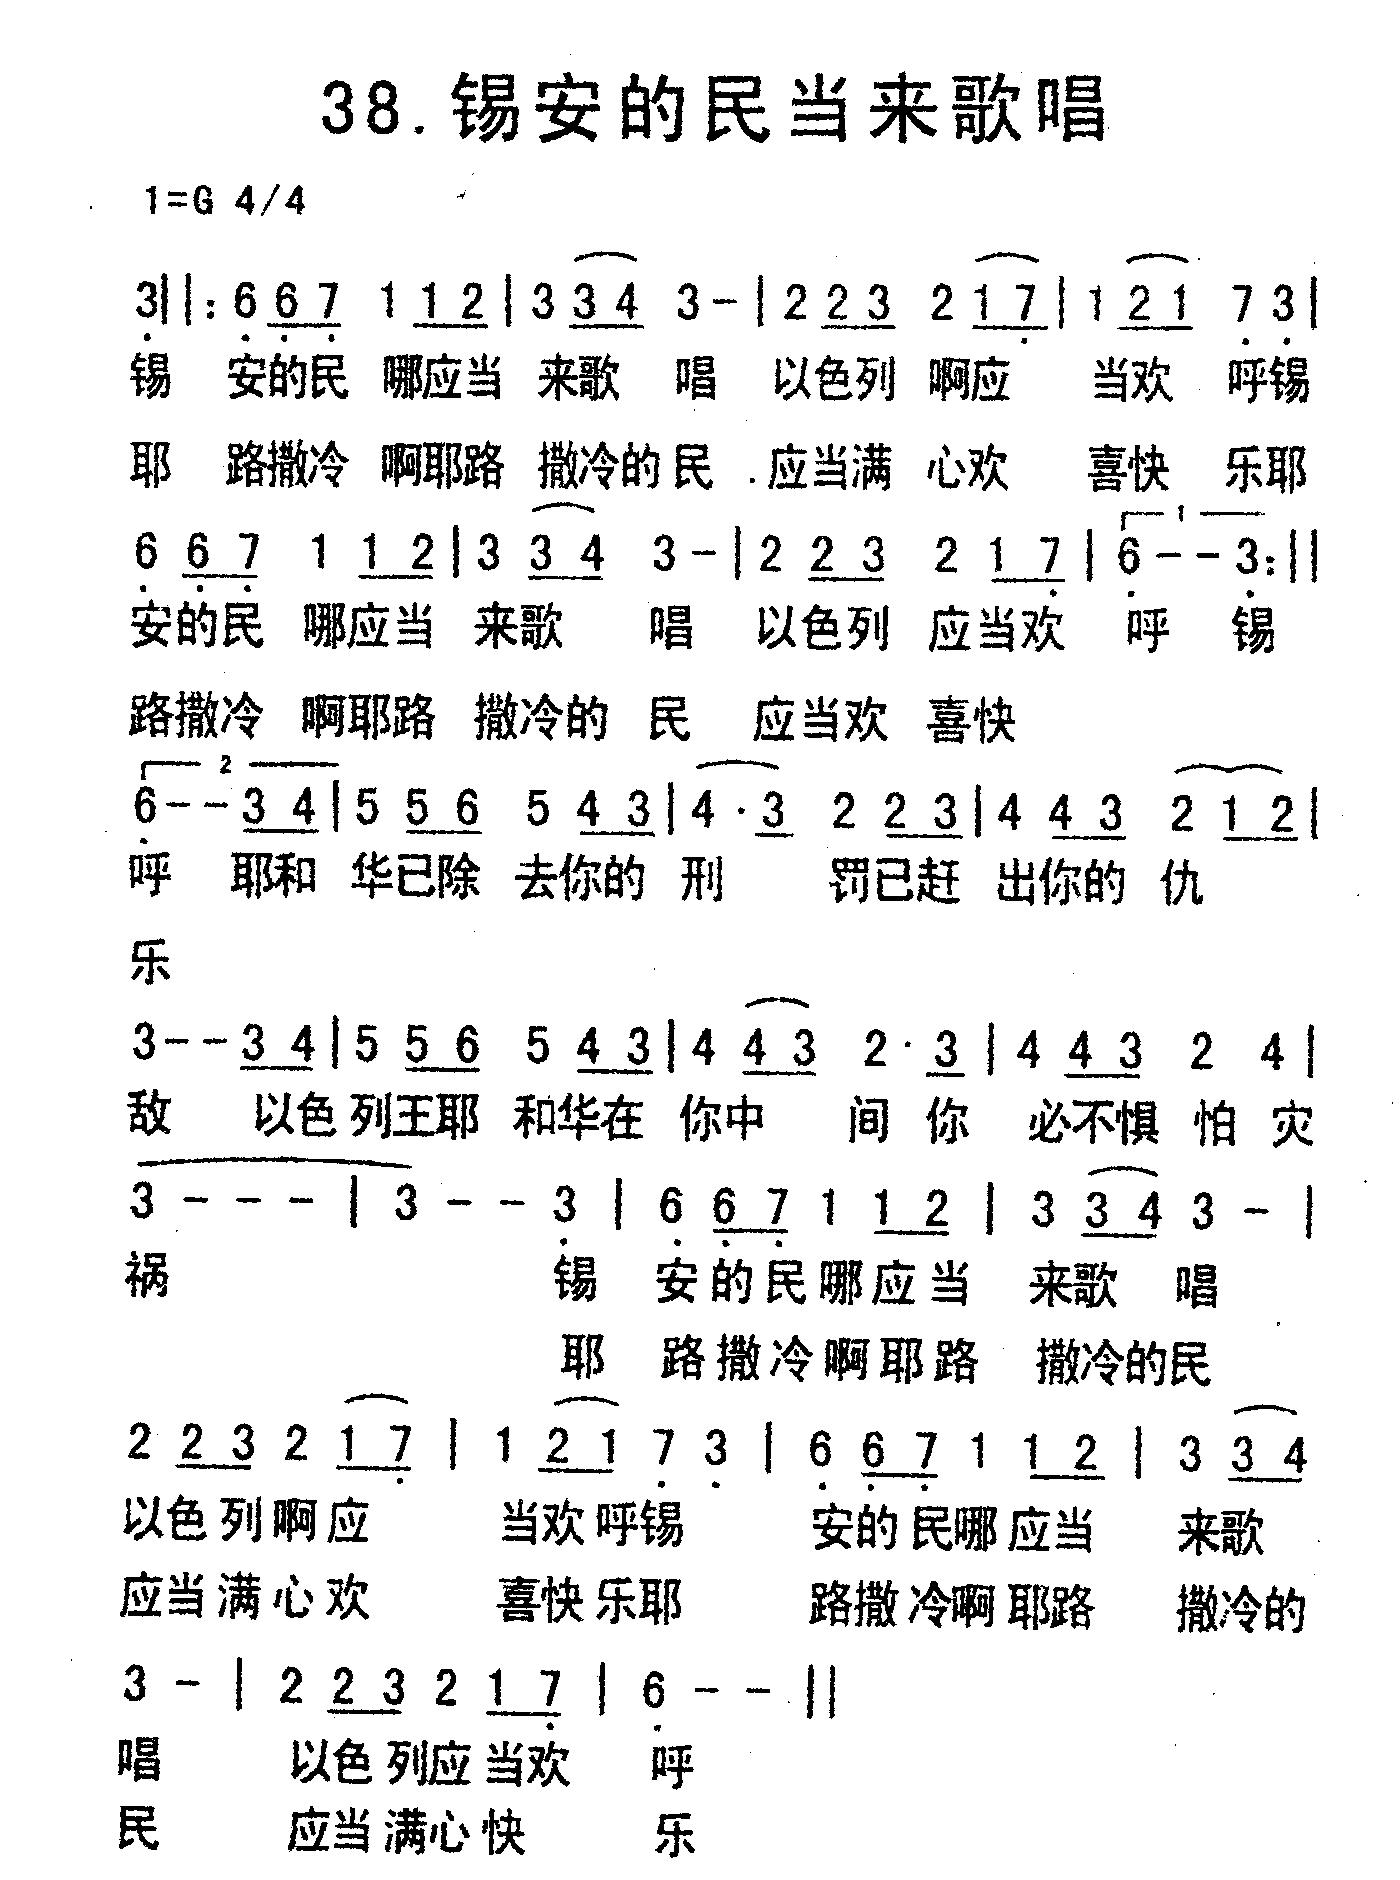 38.锡安的民当来歌唱
1=G 4/4
3||:6 6 7 1 1 2|3 3 4 3-|2 2 3 2 1 7|1 2 1 7 3|
锡 安的民 哪应当 来歌 唱 以色列 啊应 当欢 呼锡
耶 路撒冷 啊耶路 撒冷的民 应当满 心欢 喜快 乐耶
1
6 6 7 1 1 2|3 3 4 3-|2 2 3 2 1 7|6--3:||
安的民 哪应当 来歌 唱 以色列 应当欢 呼 锡
路撒冷 啊耶路 撒冷的 民 应当欢 喜快
2
6--3 4|5 5 6 5 4 3|4·3 2 2 3|4 4 3 2 1 2|
呼 耶和 华已除 去你的 刑 罚已赶 出你的 仇
乐
3--3 4|5 5 6 5 4 3|4 4 3 2·3|4 4 3 2 4|
敌 以色 列王耶 和华在 你中 间 你 必不惧 怕 灾
3---|3--3|6 6 7 1 1 2|3 3 4 3-|
祸 锡 安 的 民 哪 应 当 来歌 唱
耶 路 撒 冷 啊 耶 路 撒冷的民
2 2 3 2 1 7|1 2 1 7 3|6 6 7 1 1 2|3 3 4
以色 列 啊 应 当欢 呼锡 安的 民哪 应当 来歌
应当 满 心 欢 喜快 乐耶 路撒 冷啊 耶路 撒冷的
3-|2 2 3 2 1 7|6--||
唱 以色 列应 当欢 呼
民 应当 满心 快 乐